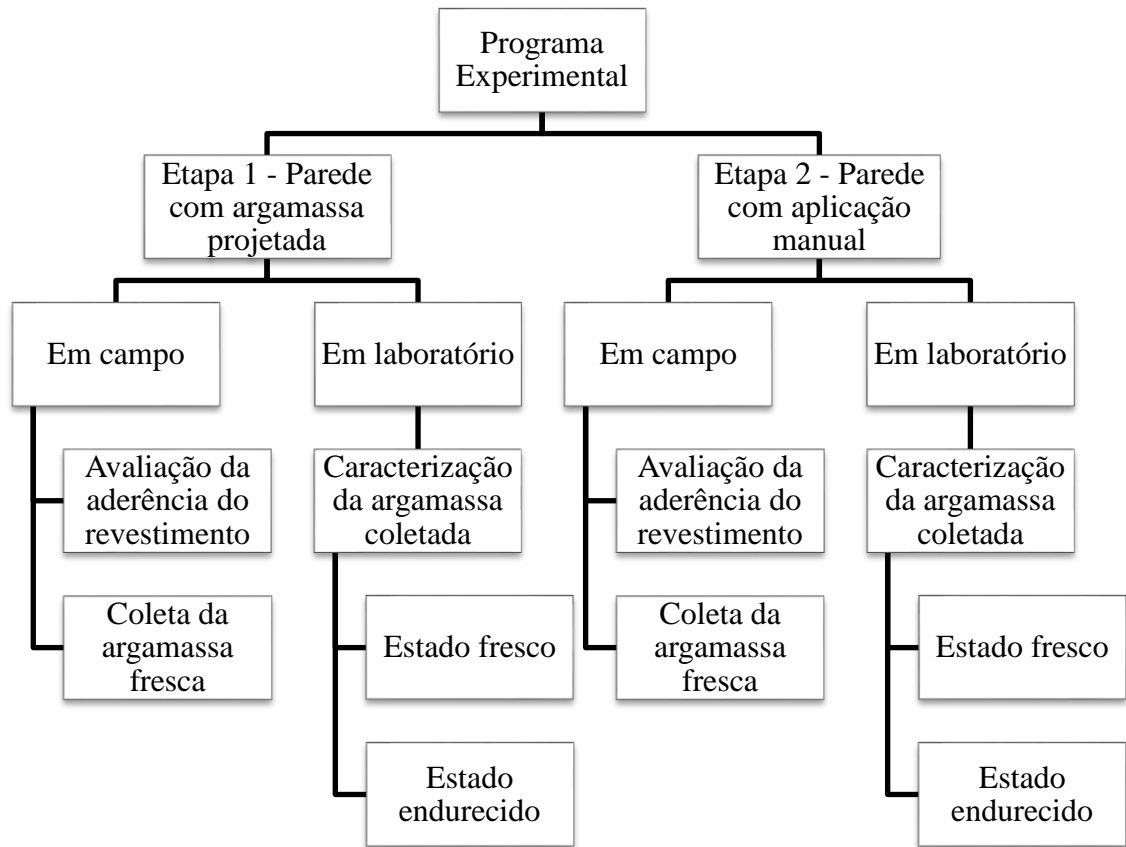 Programa
Experimental
Etapa 1 - Parede
com argamassa
projetada
Etapa 2 - Parede
com aplicação
manual
Em campo
Em laboratório
Em campo
Em laboratório
Avaliação da
aderência do
revestimento
Caracterização
da argamassa
coletada
Avaliação da
aderência do
revestimento
Caracterização
da argamassa
coletada
Coleta da
argamassa
fresca
Estado fresco
Coleta da
argamassa
fresca
Estado fresco
Estado
endurecido
Estado
endurecido